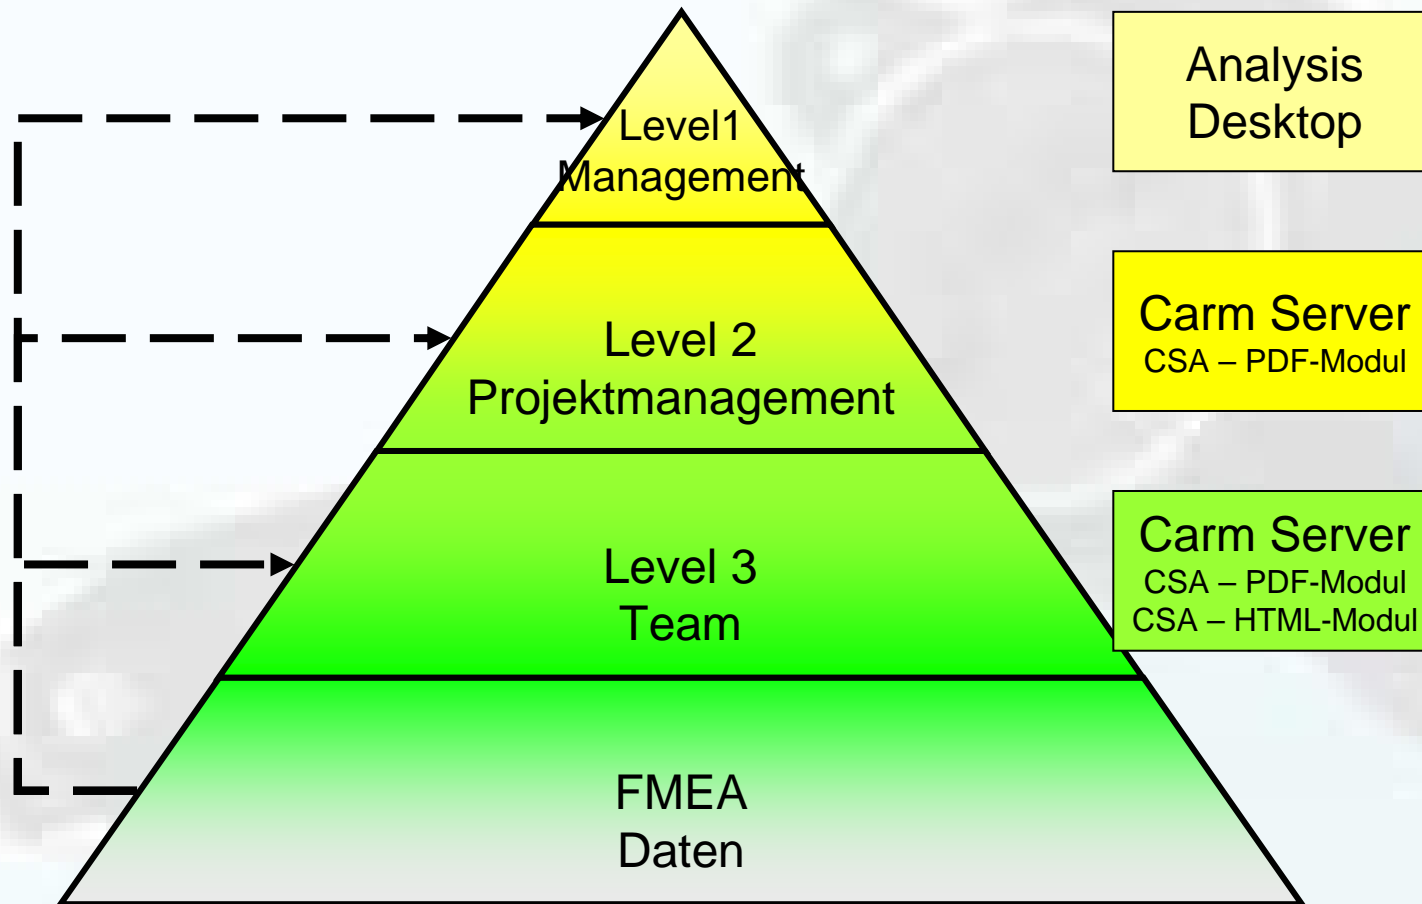 Level1
Management
Level 2
Projektmanagement
Level 3
Team
FMEA
Daten
Analysis
Desktop
Carm Server
CSA – PDF-Modul
Carm Server
CSA – PDF-Modul
CSA – HTML-Modul